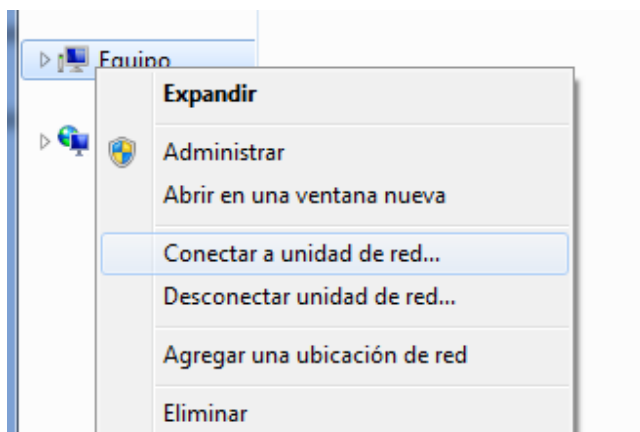 Equipo
Expandir
Administrar
Abrir en una ventana nueva
Conectar a unidad de red...
Desconectar unidad de red...
Agregar una ubicación de red
Eliminar